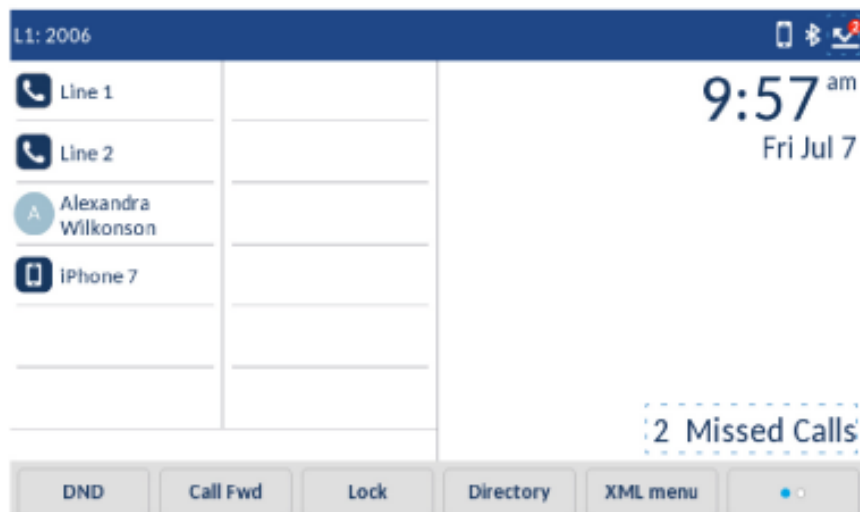 L1: 2006
2
Line 1
Line 2
A
Alexandra
Wilkonson
iPhone 7
9:57 am
Fri Jul 7
2 Missed Calls
DND
Call Fwd
Lock
Directory
XML menu